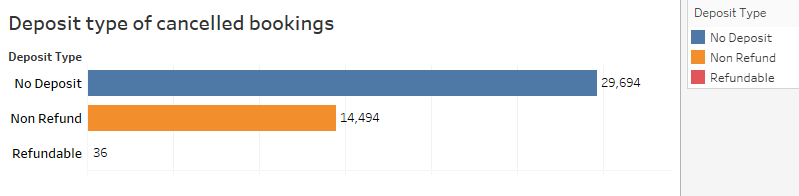 Deposit type of cancelled bookings
Deposit Type
No Deposit 29,694
Non Refund 14,494
Refundable 36
Deposit Type
No Deposit
Non Refund
Refundable